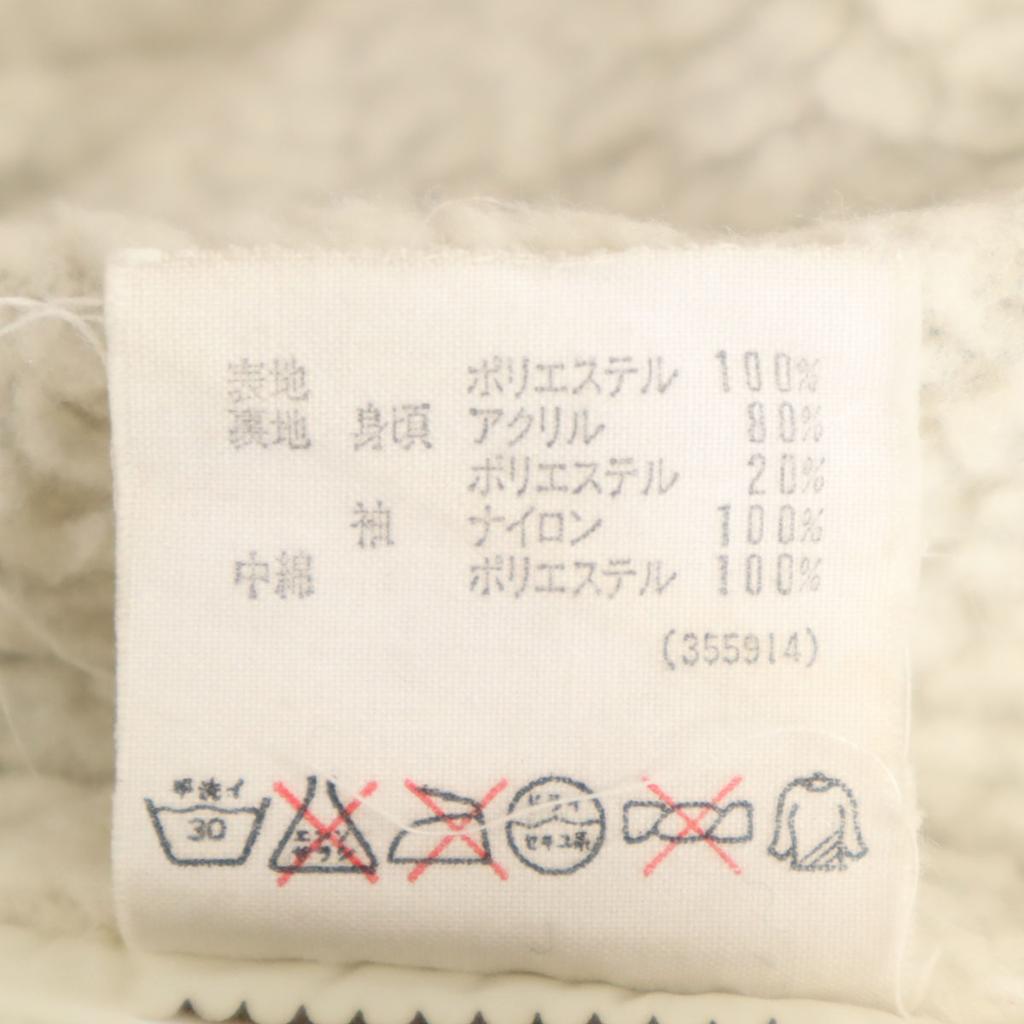 表地 ポリエステル 100%
裏地 身頃 アクリル 80%
ポリエステル 20%
袖 ナイロン 100%
中綿 ポリエステル 100%
(355914)
手洗イ
30
エンソ
サラシ
ドライ
セキユ系